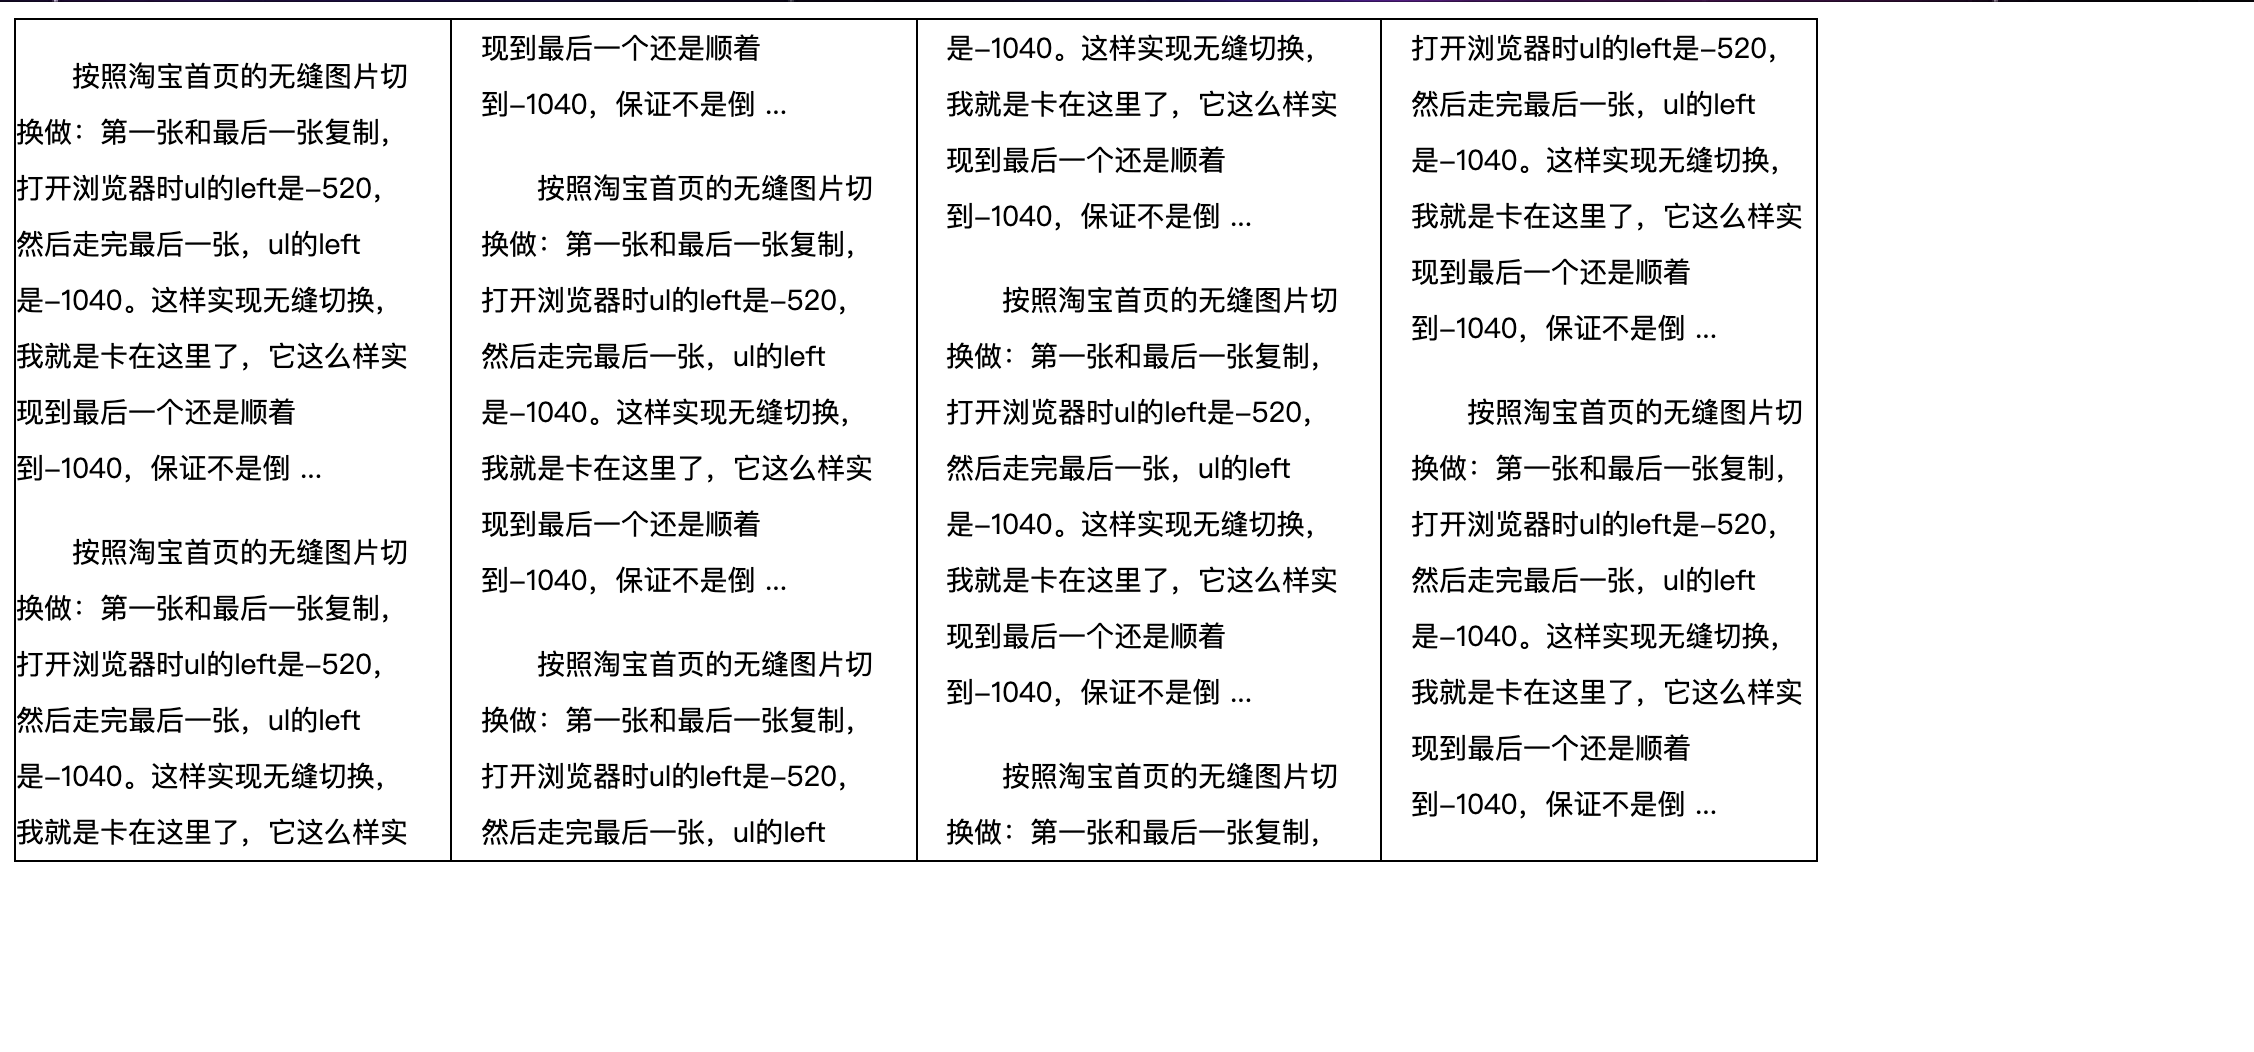 按照淘宝首页的无缝图片切
换做：第一张和最后一张复制，
打开浏览器时ul的left是-520，
然后走完最后一张，ul的left
是-1040。这样实现无缝切换，
我就是卡在这里了，它这么样实
现到最后一个还是顺着
到-1040，保证不是倒 ...
按照淘宝首页的无缝图片切
换做：第一张和最后一张复制，
打开浏览器时ul的left是-520，
然后走完最后一张，ul的left
是-1040。这样实现无缝切换，
我就是卡在这里了，它这么样实
现到最后一个还是顺着
到-1040，保证不是倒 ...
按照淘宝首页的无缝图片切
换做：第一张和最后一张复制，
打开浏览器时ul的left是-520，
然后走完最后一张，ul的left
是-1040。这样实现无缝切换，
我就是卡在这里了，它这么样实
现到最后一个还是顺着
到-1040，保证不是倒 ...
按照淘宝首页的无缝图片切
换做：第一张和最后一张复制，
打开浏览器时ul的left是-520，
然后走完最后一张，ul的left
是-1040。这样实现无缝切换，
我就是卡在这里了，它这么样实
现到最后一个还是顺着
到-1040，保证不是倒 ...
按照淘宝首页的无缝图片切
换做：第一张和最后一张复制，
打开浏览器时ul的left是-520，
然后走完最后一张，ul的left
是-1040。这样实现无缝切换，
我就是卡在这里了，它这么样实
现到最后一个还是顺着
到-1040，保证不是倒 ...
按照淘宝首页的无缝图片切
换做：第一张和最后一张复制，
打开浏览器时ul的left是-520，
然后走完最后一张，ul的left
是-1040。这样实现无缝切换，
我就是卡在这里了，它这么样实
现到最后一个还是顺着
到-1040，保证不是倒 ...
按照淘宝首页的无缝图片切
换做：第一张和最后一张复制，
打开浏览器时ul的left是-520，
然后走完最后一张，ul的left
是-1040。这样实现无缝切换，
我就是卡在这里了，它这么样实
现到最后一个还是顺着
到-1040，保证不是倒 ...